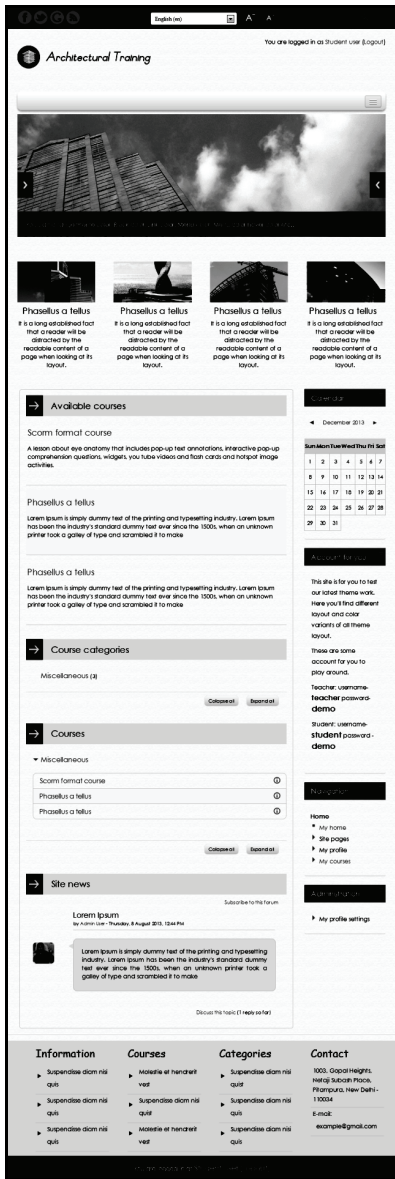 English (en)
A-
A
You are logged in as Student user (Logout)
Architectural Training
Phasellus a tellus
It is a long established fact
that a reader will be
distracted by the
readable content of a
page when looking at its
layout.
Phasellus a tellus
It is a long established fact
that a reader will be
distracted by the
readable content of a
page when looking at its
layout.
Phasellus a tellus
It is a long established fact
that a reader will be
distracted by the
readable content of a
page when looking at its
layout.
Phasellus a tellus
It is a long established fact
that a reader will be
distracted by the
readable content of a
page when looking at its
layout.
Available courses
Scorm format course
A lesson about eye anatomy that includes pop-up text annotations, interactive pop-up
comprehension questions, widgets, you tube videos and flash cards and hotspot image
activities.
Phasellus a tellus
Lorem Ipsum is simply dummy text of the printing and typesetting industry. Lorem Ipsum
has been the industry's standard dummy text ever since the 1500s, when an unknown
printer took a galley of type and scrambled it to make
Phasellus a tellus
Lorem Ipsum is simply dummy text of the printing and typesetting industry. Lorem Ipsum
has been the industry's standard dummy text ever since the 1500s, when an unknown
printer took a galley of type and scrambled it to make
Course categories
Miscellaneous (3)
Collapse all Expand all
Courses
Miscellaneous
Scorm format course
Phasellus a tellus
Phasellus a tellus
Collapse all Expand all
Site news
Subscribe to this forum
Lorem Ipsum
by Admin User - Thursday, 8 August 2013, 12:44 PM
Lorem Ipsum is simply dummy text of the printing and typesetting
industry. Lorem Ipsum has been the industry's standard dummy
text ever since the 1500s, when an unknown printer took a
galley of type and scrambled it to make
Discuss this topic (1 reply so far)
Calendar
December 2013
Sun Mon Tue Wed Thu Fri Sat
1 2 3 4 5 6 7
8 9 10 11 12 13 14
15 16 17 18 19 20 21
22 23 24 25 26 27 28
29 30 31
Account for you
This site is for you to test
our latest theme work.
Here you'll find different
layout and color
variants of all theme
layout.
These are some
account for you to
play around.
Teacher: username-
teacher password-
demo
Student: username-
student password -
demo
Navigation
Home
My home
Site pages
My profile
My courses
Administration
My profile settings
Information
Suspendisse diam nisi
quis
Suspendisse diam nisi
quis
Suspendisse diam nisi
quis
Courses
Malestie et hendrerit
vest
Suspendisse diam nisi
quist
Malestie et hendrerit
vest
Categories
Suspendisse diam nisi
quist
Suspendisse diam nisi
quis
Suspendisse diam nisi
quis
Contact
1003, Gopal Heights,
Netaji Subash Place,
Pitampura, New Delhi -
110034
E-mail:
example@gmail.com